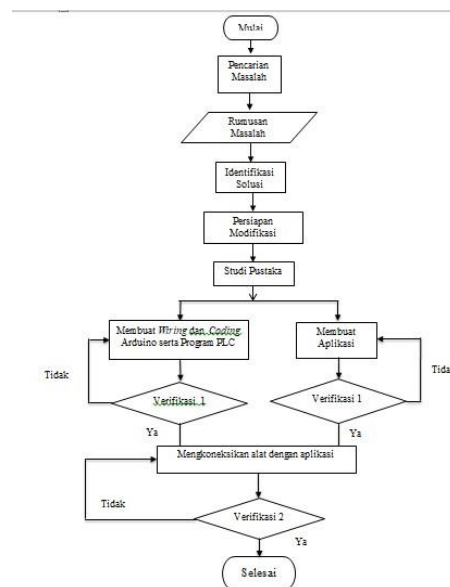 Mulai
Pencarian
Masalah
Rumusan
Masalah
Identifikasi
Solusi
Persiapan
Modifikasi
Studi Pustaka
Membuat Wiring dan Coding
Arduino serta Program PLC
Membuat
Aplikasi
Tidak
Tida
Verifikasi 1
Verifikasi 1
Ya
Ya
Mengkoneksikan alat dengan aplikasi
Tidak
Verifikasi 2
Ya
Selesai